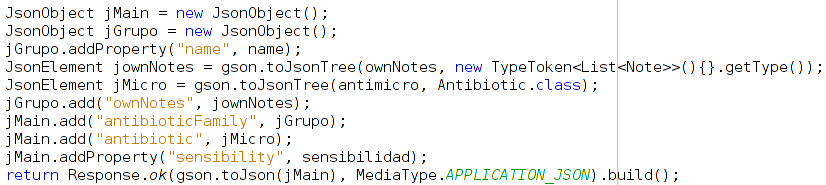 JsonObject jMain = new JsonObject();
JsonObject jGrupo = new JsonObject();
jGrupo.addProperty("name", name);
JsonElement jownNotes = gson.toJsonTree(ownNotes, new TypeToken<List<Note>>(){}.getType());
JsonElement jMicro = gson.toJsonTree(antimicro, Antibiotic.class);
jGrupo.add("ownNotes", jownNotes);
jMain.add("antibioticFamily", jGrupo);
jMain.add("antibiotic", jMicro);
jMain.addProperty("sensibility", sensibilidad);
return Response.ok(gson.toJson(jMain), MediaType.APPLICATION_JSON).build();